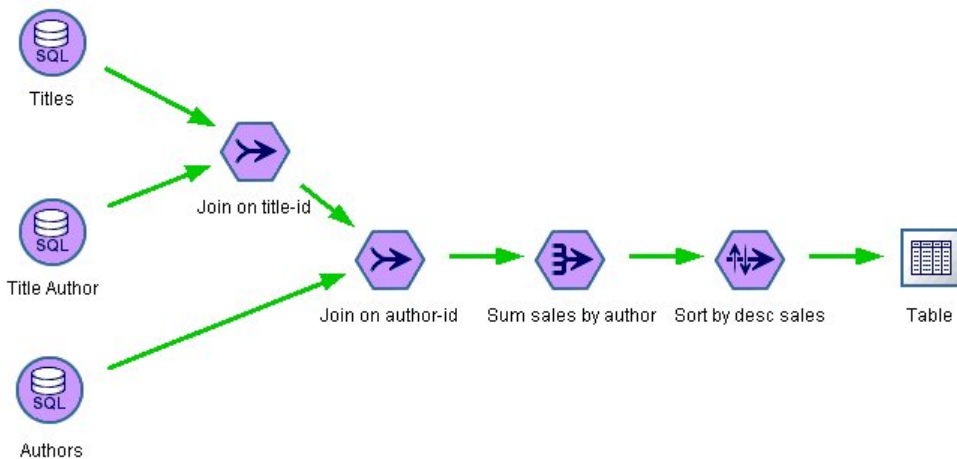 SQL
Titles
Join on title-id
SQL
Title Author
Join on author-id
Sum sales by author
Sort by desc sales
Table
SQL
Authors